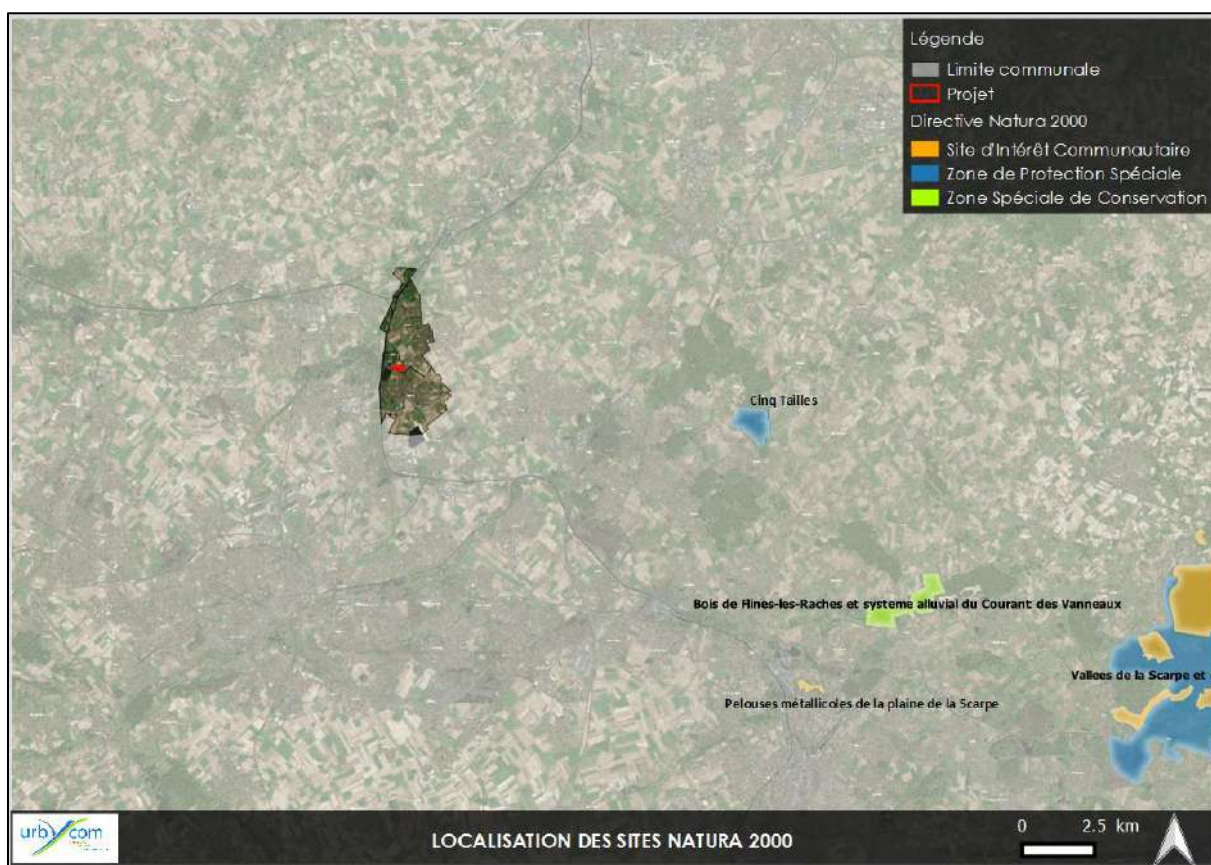 Légende
Limite communale
Projet
Directive Natura 2000
Site d'Intérêt Communautaire
Zone de Protection Spéciale
Zone Spéciale de Conservation
Cinq Tailles
Bois de Flines-les-Raches et systeme alluvial du Courant des Vanneaux
Vallees de la Scarpe et
Pelouses métallicoles de la plaine de la Scarpe
urbycom
LOCALISATION DES SITES NATURA 2000
0 2.5 km